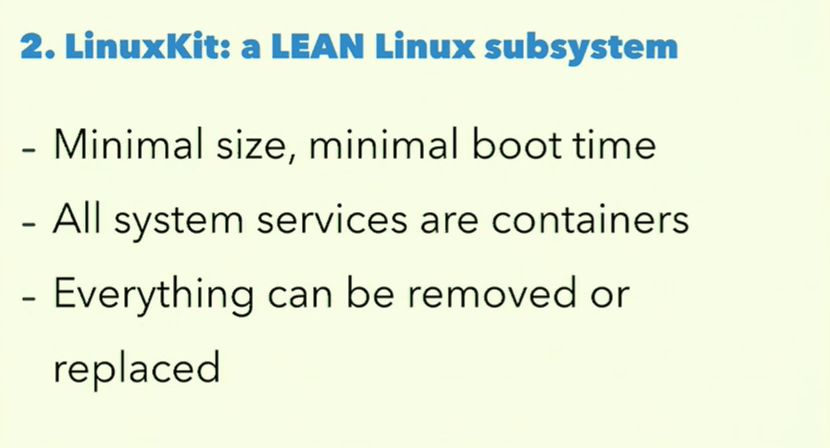 2. LinuxKit: a LEAN Linux subsystem
- Minimal size, minimal boot time
- All system services are containers
- Everything can be removed or
replaced